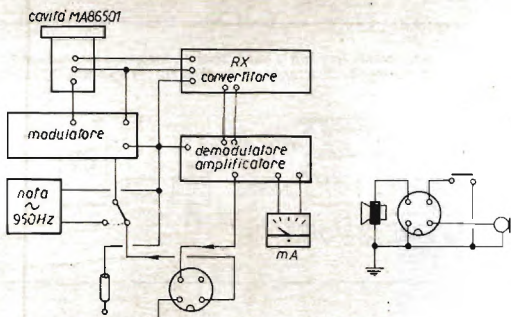 cavità MA86501
RX
convertitore
modulatore
demodulatore
amplificatore
nota
~
950Hz
mA